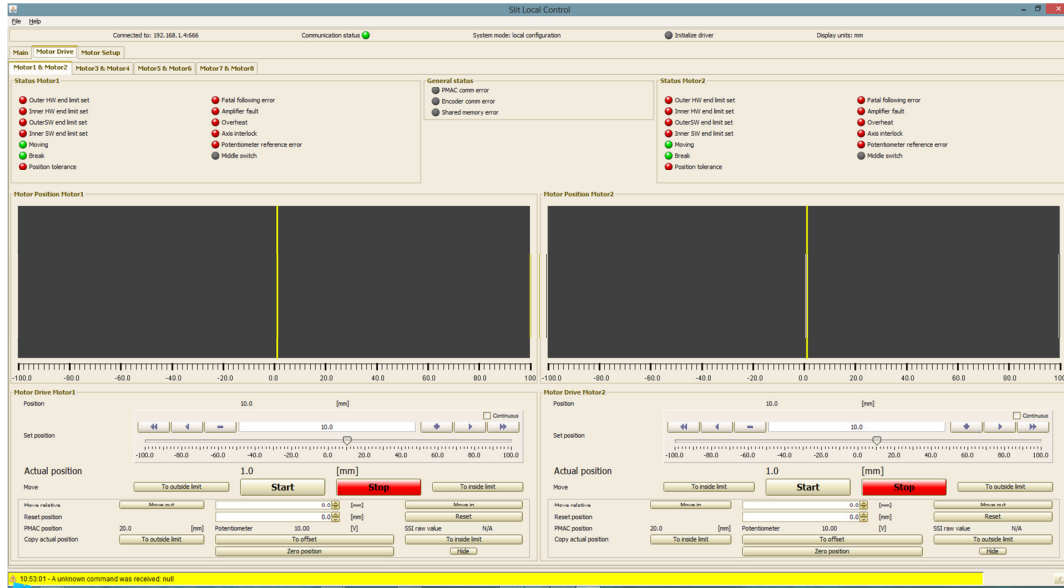 Slit Local Control
File Help
Connected to: 192.168.1.4:666 Communication status System mode: local configuration Initialize driver Display units: mm
Main Motor Drive Motor Setup
Motor1 & Motor2 Motor3 & Motor4 Motor5 & Motor6 Motor7 & Motor8
Status Motor1
Outer HW end limit set Fatal following error
Inner HW end limit set Amplifier fault
OuterSW end limit set Overheat
Inner SW end limit set Axis interlock
Moving Potentiometer reference error
Break Middle switch
Position tolerance
General status
PMAC comm error
Encoder comm error
Shared memory error
Status Motor2
Outer HW end limit set Fatal following error
Inner HW end limit set Amplifier fault
OuterSW end limit set Overheat
Inner SW end limit set Axis interlock
Moving Potentiometer reference error
Break Middle switch
Position tolerance
Motor Position Motor1
-100.0 -80.0 -60.0 -40.0 -20.0 0.0 20.0 40.0 60.0 80.0 100
Motor Position Motor2
-100.0 -80.0 -60.0 -40.0 -20.0 0.0 20.0 40.0 60.0 80.0 100
Motor Drive Motor1
Position 10.0 [mm]
Continuous
Set position 10.0
-100.0 -80.0 -60.0 -40.0 -20.0 0.0 20.0 40.0 60.0 80.0 100.0
Actual position 1.0 [mm]
Move To outside limit Start Stop To inside limit
Move relative Move out 0.0 [mm] Move in
Reset position 0.0 [mm] Reset
PMAC position 20.0 [mm] Potentiometer 10.00 [V] SSI raw value N/A
Copy actual position To outside limit To offset To inside limit
Zero position Hide
Motor Drive Motor2
Position 10.0 [mm]
Continuous
Set position 10.0
-100.0 -80.0 -60.0 -40.0 -20.0 0.0 20.0 40.0 60.0 80.0 100.0
Actual position 1.0 [mm]
Move To inside limit Start Stop To outside limit
Move relative Move in 0.0 [mm] Move out
Reset position 0.0 [mm] Reset
PMAC position 20.0 [mm] Potentiometer 10.00 [V] SSI raw value N/A
Copy actual position To inside limit To offset To outside limit
Zero position Hide
10:53:01 - A unknown command was received: null